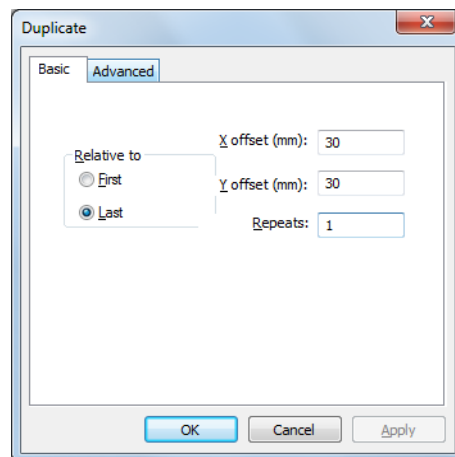 Duplicate
Basic Advanced
X offset (mm): 30
Relative to
First
Y offset (mm): 30
Last
Repeats: 1
OK Cancel Apply